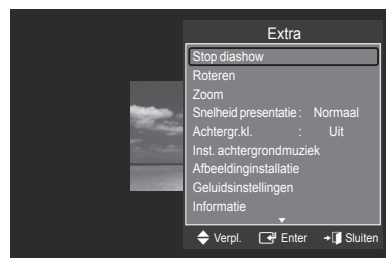 Extra
Stop diashow
Roteren
Zoom
Snelheid presentatie : Normaal
Achtergr.kl. : Uit
Inst. achtergrondmuziek
Afbeeldinginstallatie
Geluidsinstellingen
Informatie
Verpl. Enter Sluiten